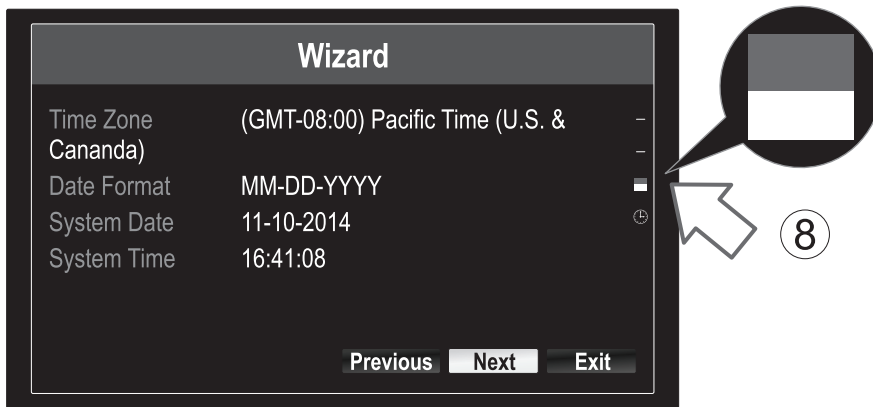 Wizard
Time Zone (GMT-08:00) Pacific Time (U.S. & –
Cananda) –
Date Format MM-DD-YYYY
System Date 11-10-2014
System Time 16:41:08
Previous Next Exit
8